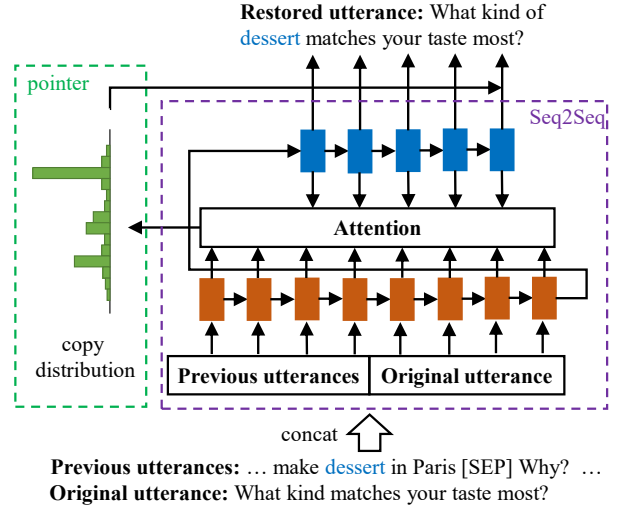 Restored utterance: What kind of
dessert matches your taste most?
pointer
Seq2Seq
Attention
copy
distribution
Previous utterances
Original utterance
concat
Previous utterances: … make dessert in Paris [SEP] Why? …
Original utterance: What kind matches your taste most?